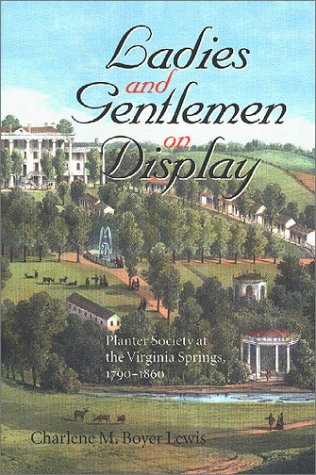 Ladies
and
Gentlemen
on
Display
Planter Society at
the Virginia Springs,
1790–1860
Charlene M. Boyer Lewis